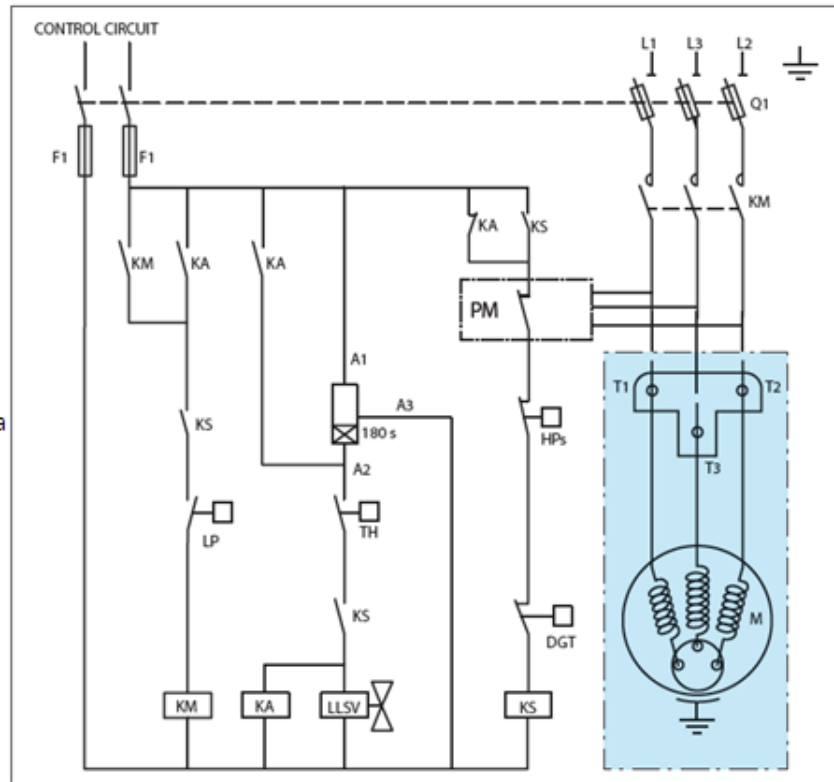 CONTROL CIRCUIT
L1 L3 L2
Q1
F1 F1
KM
KA KS
KM KA KA
PM
A1
T1 T2
A3
a
180 s
HPs
KS
A2
T3
TH
LP
KS
M
DGT
KM KA LLSV KS